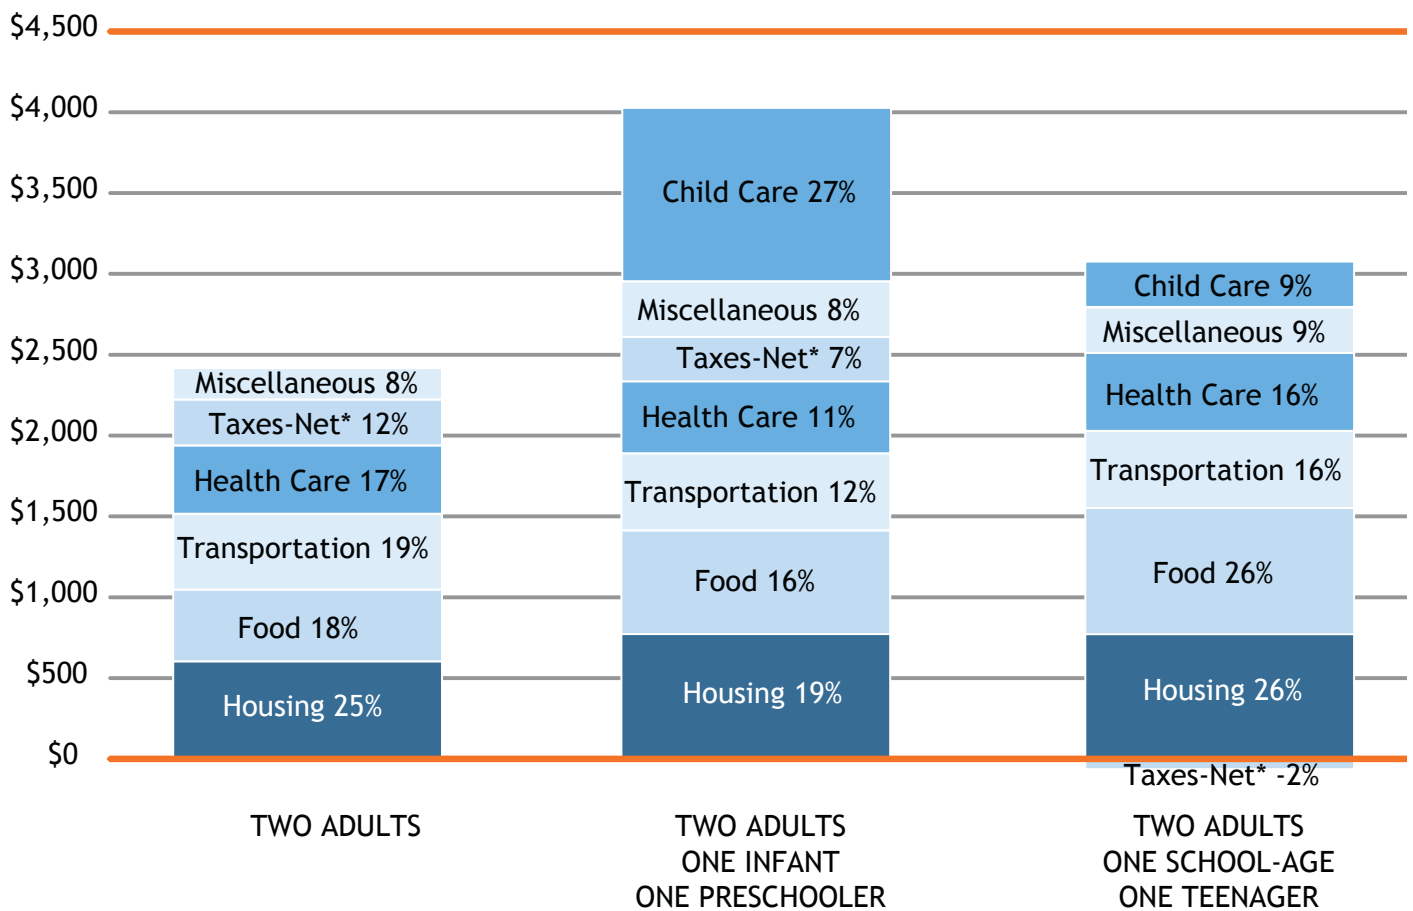 $4,500
$4,000
$3,500
$3,000
$2,500
$2,000
$1,500
$1,000
$500
$0
Miscellaneous 8%
Taxes-Net* 12%
Health Care 17%
Transportation 19%
Food 18%
Housing 25%
TWO ADULTS
Child Care 27%
Miscellaneous 8%
Taxes-Net* 7%
Health Care 11%
Transportation 12%
Food 16%
Housing 19%
TWO ADULTS
ONE INFANT
ONE PRESCHOOLER
Child Care 9%
Miscellaneous 9%
Health Care 16%
Transportation 16%
Food 26%
Housing 26%
Taxes-Net* -2%
TWO ADULTS
ONE SCHOOL-AGE
ONE TEENAGER